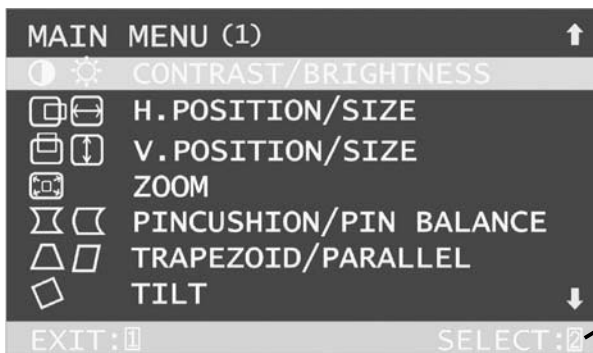 MAIN MENU (1)
CONTRAST/BRIGHTNESS
H.POSITION/SIZE
V.POSITION/SIZE
ZOOM
PINCUSHION/PIN BALANCE
TRAPEZOID/PARALLEL
TILT
EXIT:1 SELECT:2